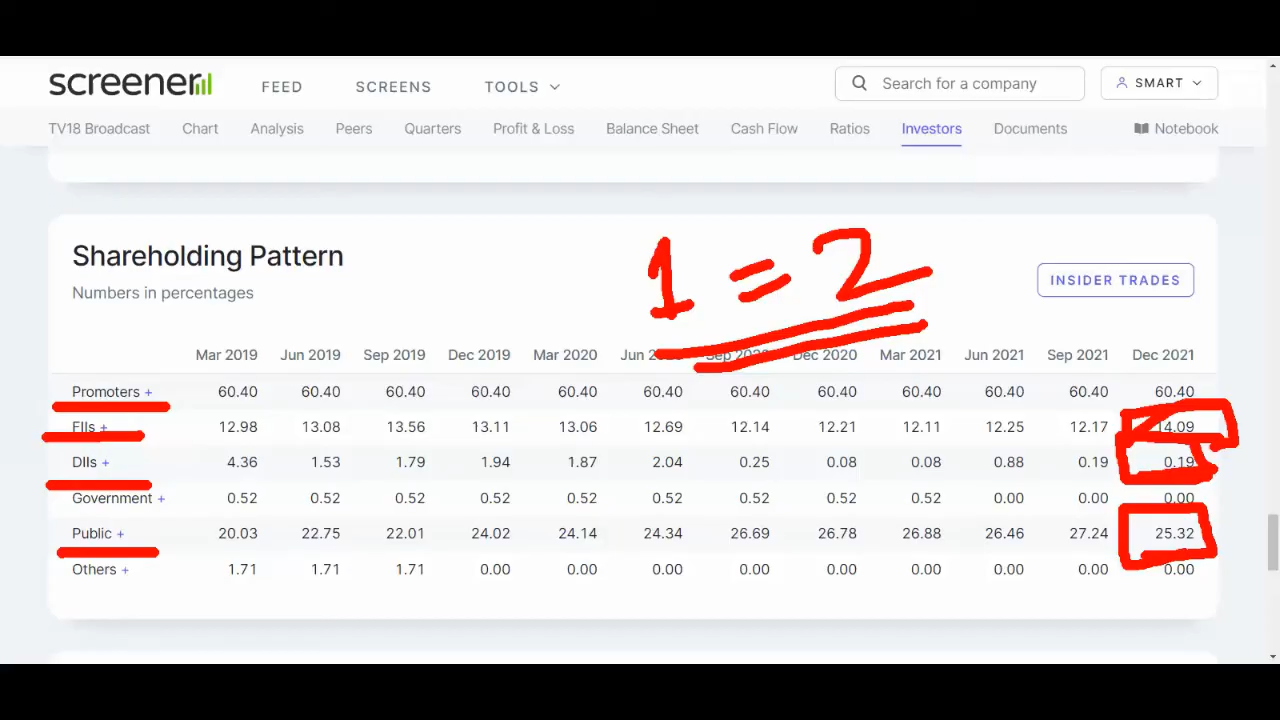 screener FEED SCREENS TOOLS Search for a company SMART
TV18 Broadcast Chart Analysis Peers Quarters Profit & Loss Balance Sheet Cash Flow Ratios Investors Documents Notebook
Shareholding Pattern
Numbers in percentages
1 = 2
INSIDER TRADES
Mar 2019 Jun 2019 Sep 2019 Dec 2019 Mar 2020 Jun 2020 Sep 2020 Dec 2020 Mar 2021 Jun 2021 Sep 2021 Dec 2021
Promoters + 60.40 60.40 60.40 60.40 60.40 60.40 60.40 60.40 60.40 60.40 60.40 60.40
FIIs + 12.98 13.08 13.56 13.11 13.06 12.69 12.14 12.21 12.11 12.25 12.17 14.09
DIIs + 4.36 1.53 1.79 1.94 1.87 2.04 0.25 0.08 0.08 0.88 0.19 0.19
Government + 0.52 0.52 0.52 0.52 0.52 0.52 0.52 0.52 0.52 0.00 0.00 0.00
Public + 20.03 22.75 22.01 24.02 24.14 24.34 26.69 26.78 26.88 26.46 27.24 25.32
Others + 1.71 1.71 1.71 0.00 0.00 0.00 0.00 0.00 0.00 0.00 0.00 0.00